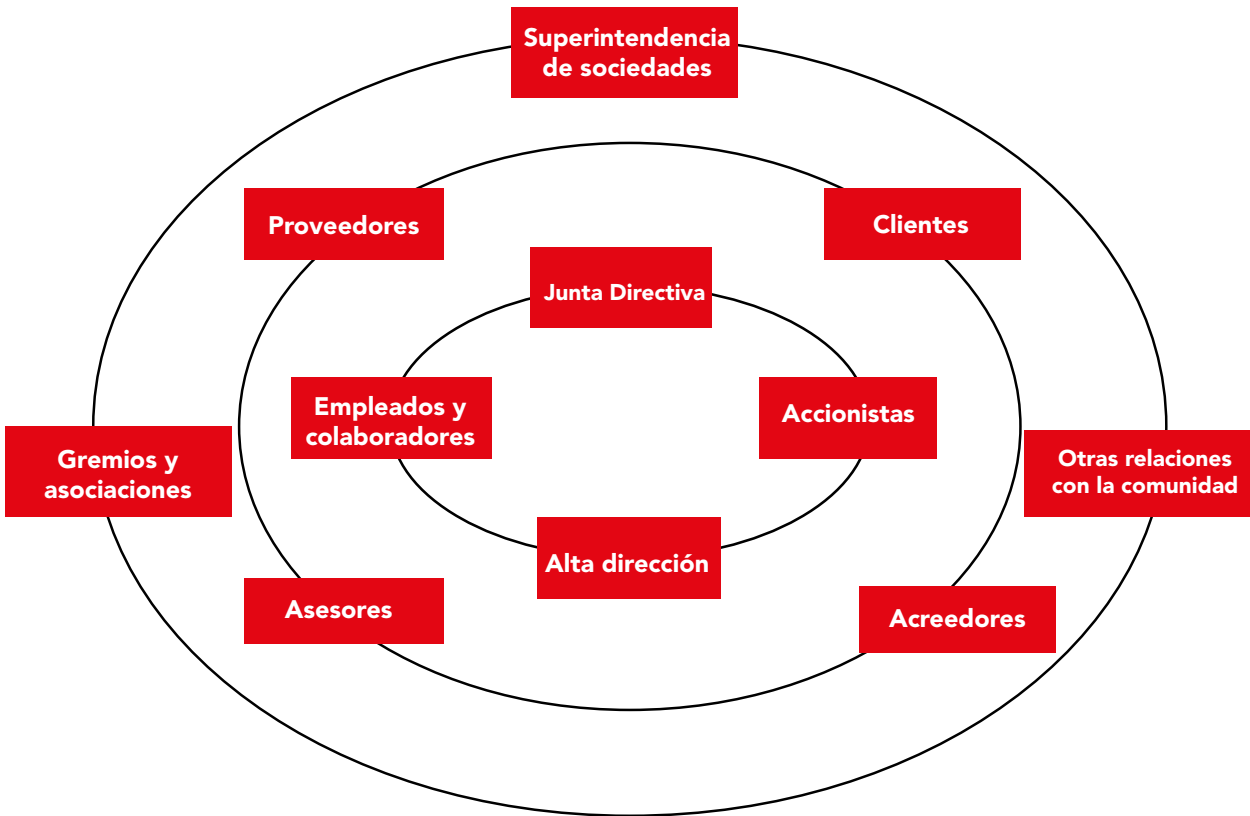 Superintendencia
de sociedades
Proveedores
Clientes
Junta Directiva
Empleados y
colaboradores
Accionistas
Gremios y
asociaciones
Otras relaciones
con la comunidad
Alta dirección
Asesores
Acreedores